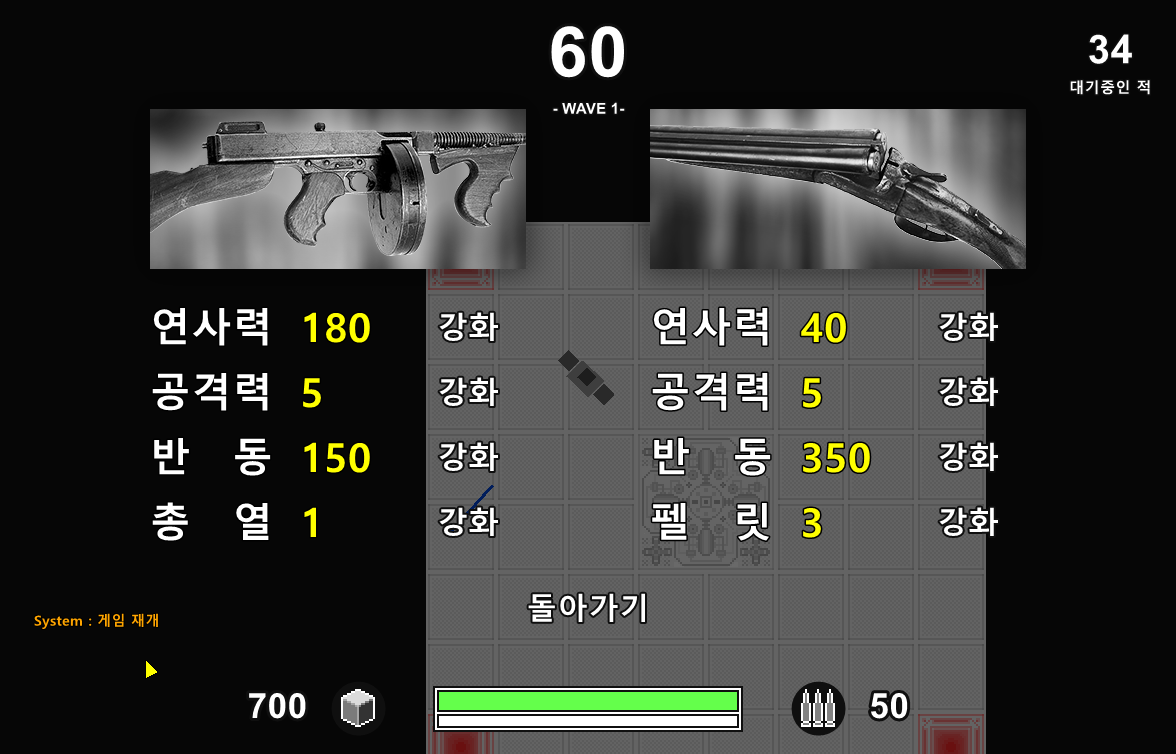 60
- WAVE 1-
34
대기중인 적
연사력 180 강화
공격력 5 강화
반 동 150 강화
총 열 1 강화
연사력 40 강화
공격력 5 강화
반 동 350 강화
펠 릿 3 강화
돌아가기
System : 게임 재개
700
50